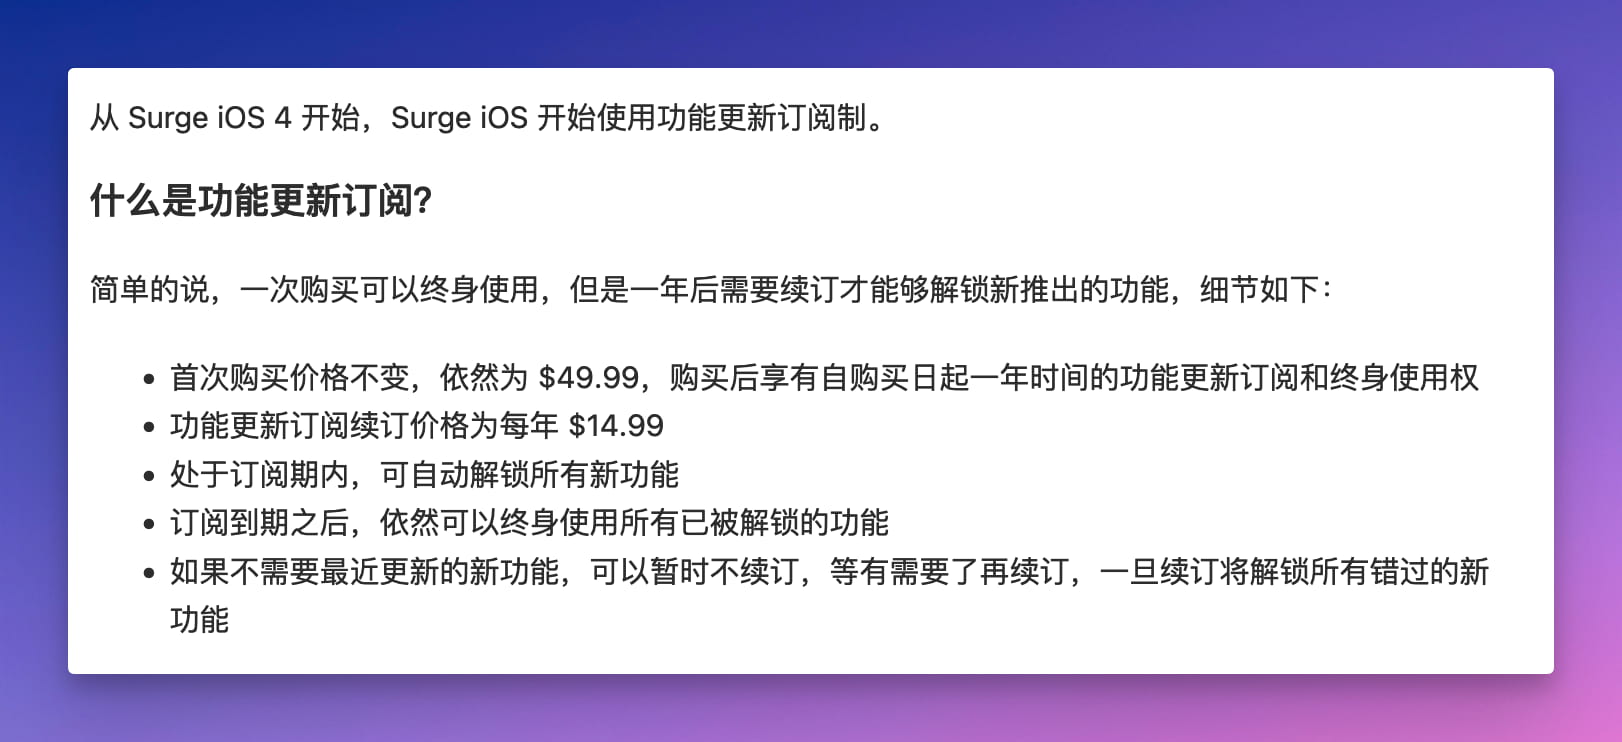 从 Surge iOS 4 开始，Surge iOS 开始使用功能更新订阅制。
什么是功能更新订阅?
简单的说，一次购买可以终身使用，但是一年后需要续订才能够解锁新推出的功能，细节如下：
• 首次购买价格不变，依然为 $49.99，购买后享有自购买日起一年时间的功能更新订阅和终身使用权
• 功能更新订阅续订价格为每年 $14.99
• 处于订阅期内，可自动解锁所有新功能
• 订阅到期之后，依然可以终身使用所有已被解锁的功能
• 如果不需要最近更新的新功能，可以暂时不续订，等有需要了再续订，一旦续订将解锁所有错过的新
功能